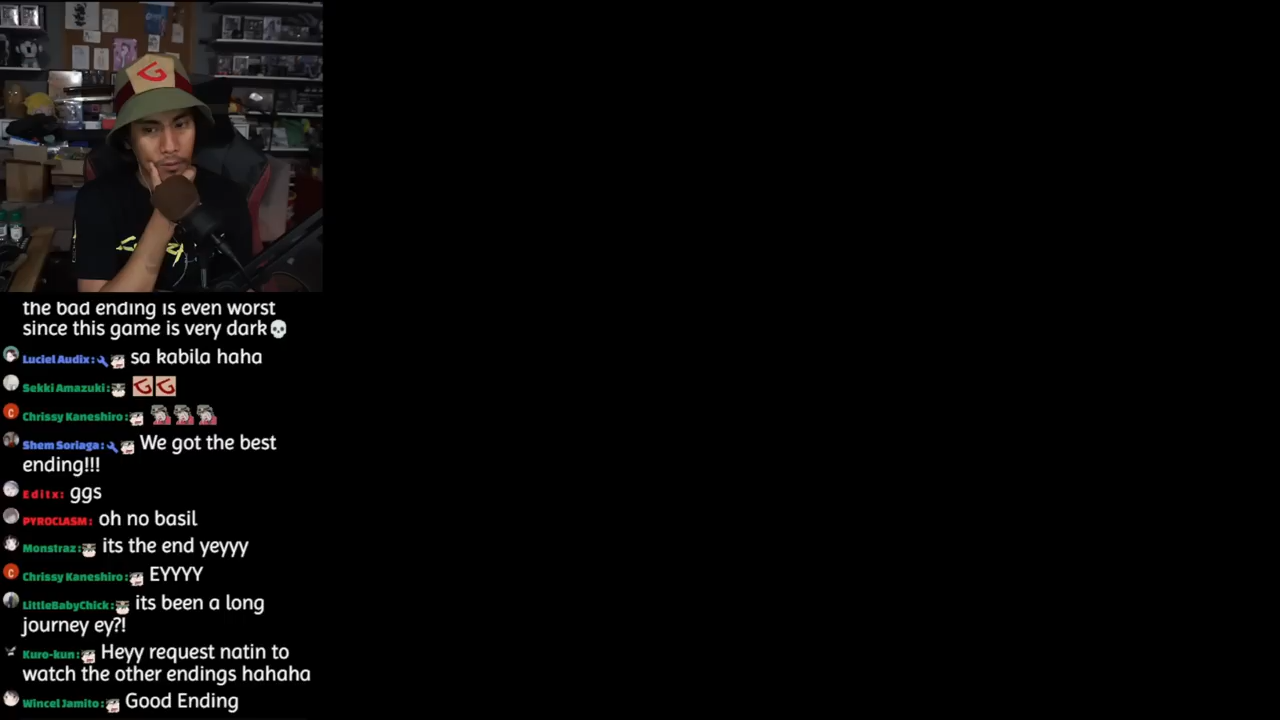 G
the bad ending is even worst
since this game is very dark💀
Luciel Audix: sa kabila haha
Sekki Amazuki: G G
Chrissy Kaneshiro:
Shem Soriaga: We got the best
ending!!!
E d i t x: ggs
PYROCLASM: oh no basil
Monstraz: its the end yeyyy
C Chrissy Kaneshiro: EYYYY
LittleBabyChick: its been a long
journey ey?!
Kuro-kun: Heyy request natin to
watch the other endings hahaha
Wincel Jamito: Good Ending